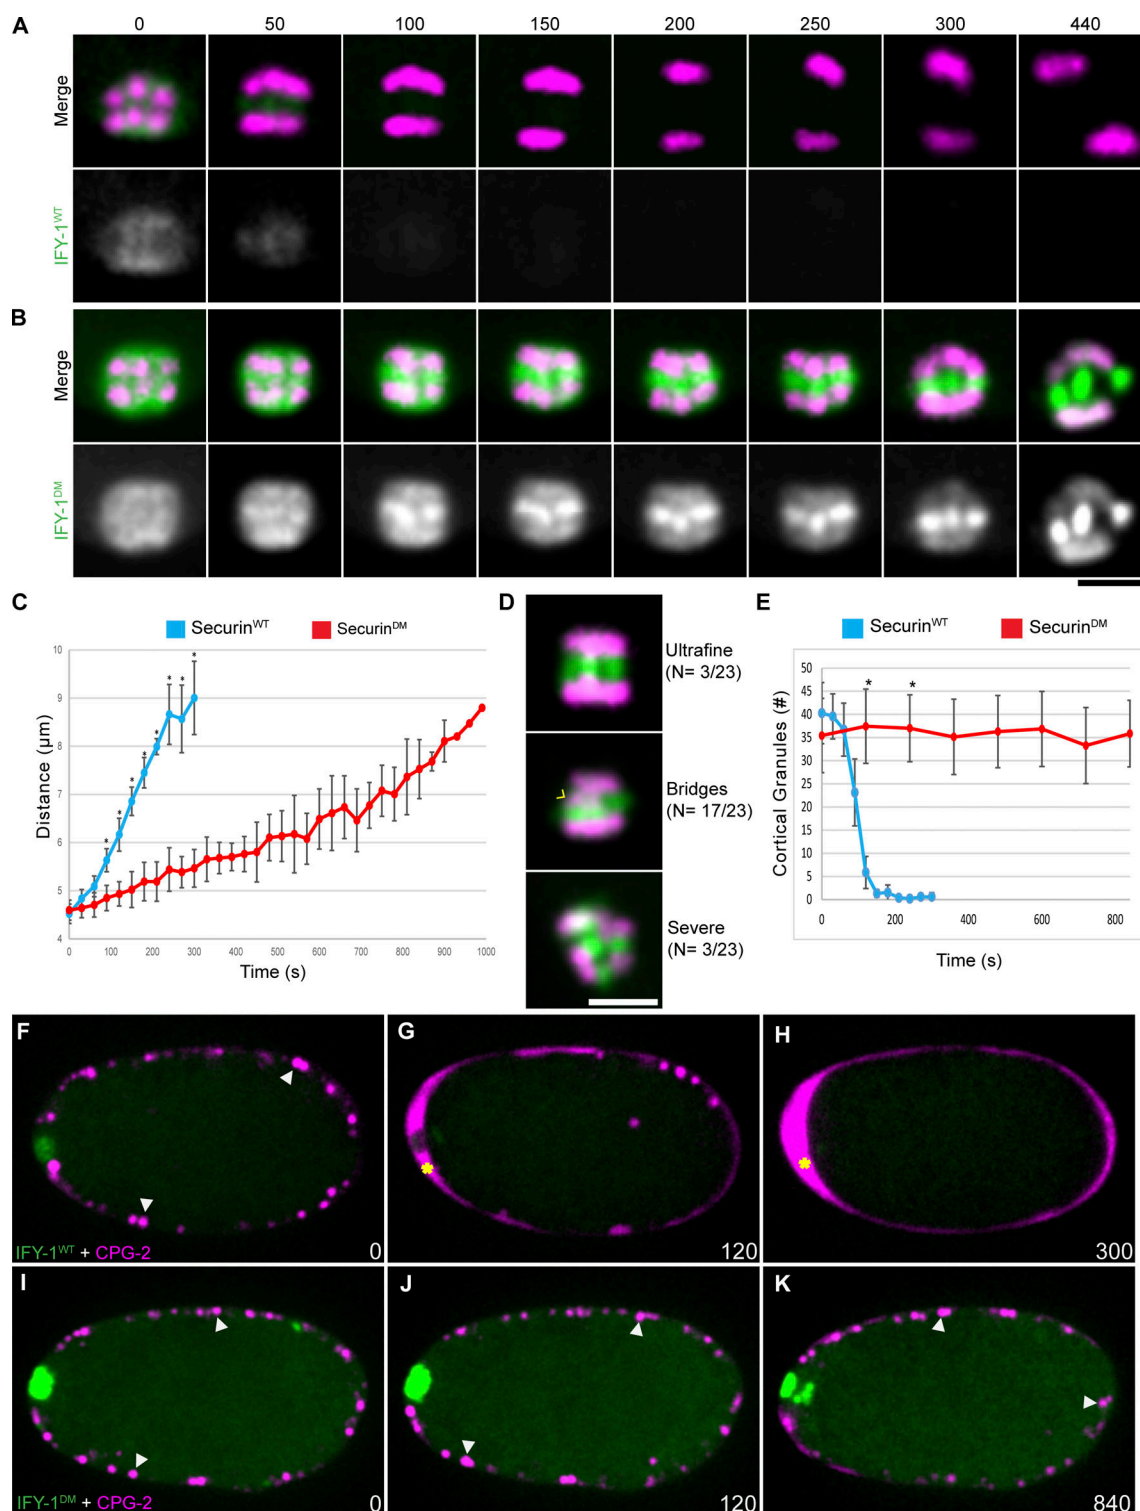 A
0 50 100 150 200 250 300 440
Merge
IFY-1WT
B
Merge
IFY-1DM
C
SecurinWT SecurinDM
10
9
8
7
6
5
4
Distance (μm)
0 100 200 300 400 500 600 700 800 900 1000
Time (s)
* * * * * * * *
D
Ultrafine
(N= 3/23)
Bridges
(N= 17/23)
Severe
(N= 3/23)
E
SecurinWT SecurinDM
50
45
40
35
30
25
20
15
10
5
0
Cortical Granules (#)
* *
0 200 400 600 800
Time (s)
F
IFY-1WT + CPG-2
0
G
*
120
H
*
300
I
IFY-1DM + CPG-2
0
J
120
K
840